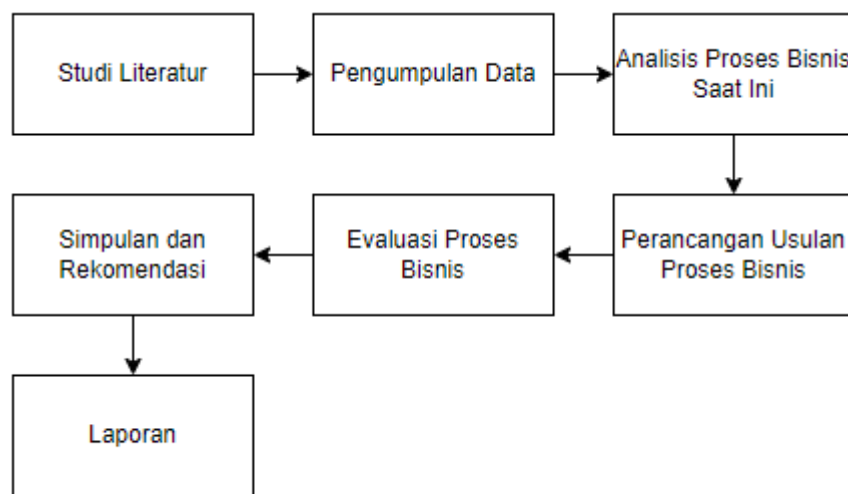 Studi Literatur
Pengumpulan Data
Analisis Proses Bisnis
Saat Ini
Perancangan Usulan
Proses Bisnis
Evaluasi Proses
Bisnis
Simpulan dan
Rekomendasi
Laporan